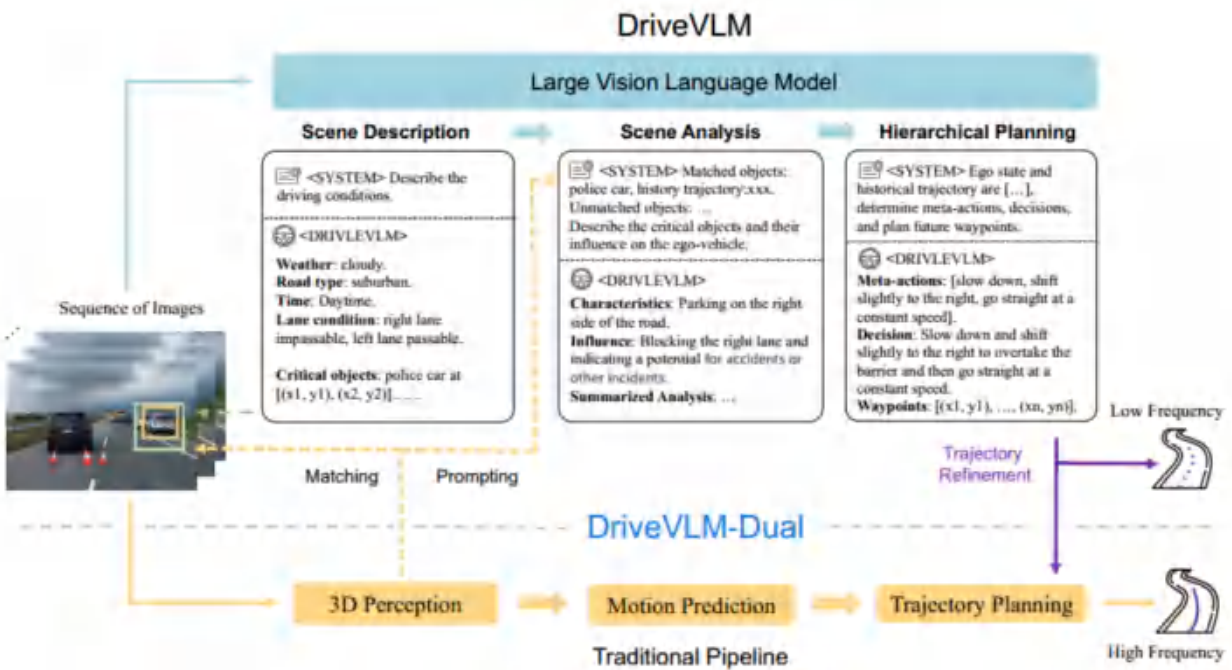 DriveVLM
Large Vision Language Model
Scene Description
Scene Analysis
Hierarchical Planning
<SYSTEM> Describe the
driving conditions.
<DRIVLEVLM>
Weather: cloudy.
Road type: suburban.
Time: Daytime.
Lane condition: right lane
impassable, left lane passable.
Critical objects: police car at
[(x1, y1), (x2, y2)]……
<SYSTEM> Matched objects:
police car, history trajectory:xxx.
Unmatched objects: …
Describe the critical objects and their
influence on the ego-vehicle.
<DRIVLEVLM>
Characteristics: Parking on the right
side of the road.
Influence: Blocking the right lane and
indicating a potential for accidents or
other incidents.
Summarized Analysis: …
<SYSTEM> Ego state and
historical trajectory are […],
determine meta-actions, decisions,
and plan future waypoints.
<DRIVLEVLM>
Meta-actions: [slow down, shift
slightly to the right, go straight at a
constant speed].
Decision: Slow down and shift
slightly to the right to overtake the
barrier and then go straight at a
constant speed.
Waypoints: [(x1, y1), …, (xn, yn)].
Sequence of Images
Matching
Prompting
Trajectory
Refinement
Low Frequency
DriveVLM-Dual
3D Perception
Motion Prediction
Trajectory Planning
Traditional Pipeline
High Frequency